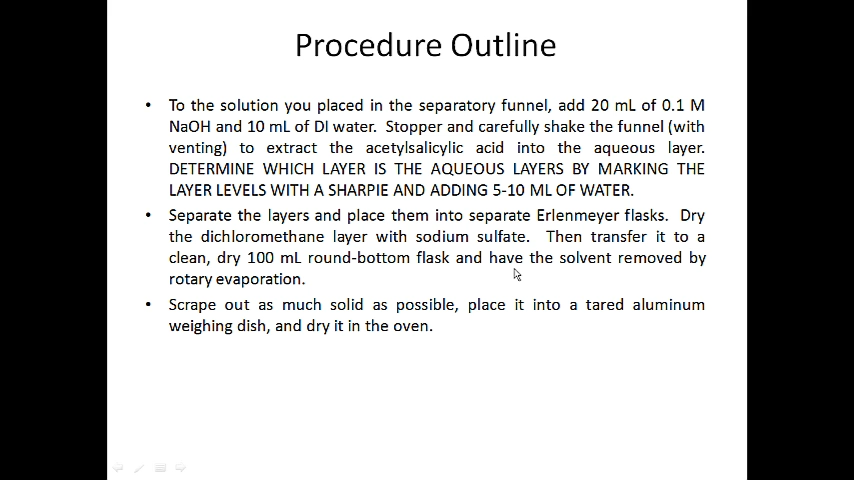 Procedure Outline
• To the solution you placed in the separatory funnel, add 20 mL of 0.1 M
NaOH and 10 mL of DI water. Stopper and carefully shake the funnel (with
venting) to extract the acetylsalicylic acid into the aqueous layer.
DETERMINE WHICH LAYER IS THE AQUEOUS LAYERS BY MARKING THE
LAYER LEVELS WITH A SHARPIE AND ADDING 5-10 ML OF WATER.
• Separate the layers and place them into separate Erlenmeyer flasks. Dry
the dichloromethane layer with sodium sulfate. Then transfer it to a
clean, dry 100 mL round-bottom flask and have the solvent removed by
rotary evaporation.
• Scrape out as much solid as possible, place it into a tared aluminum
weighing dish, and dry it in the oven.